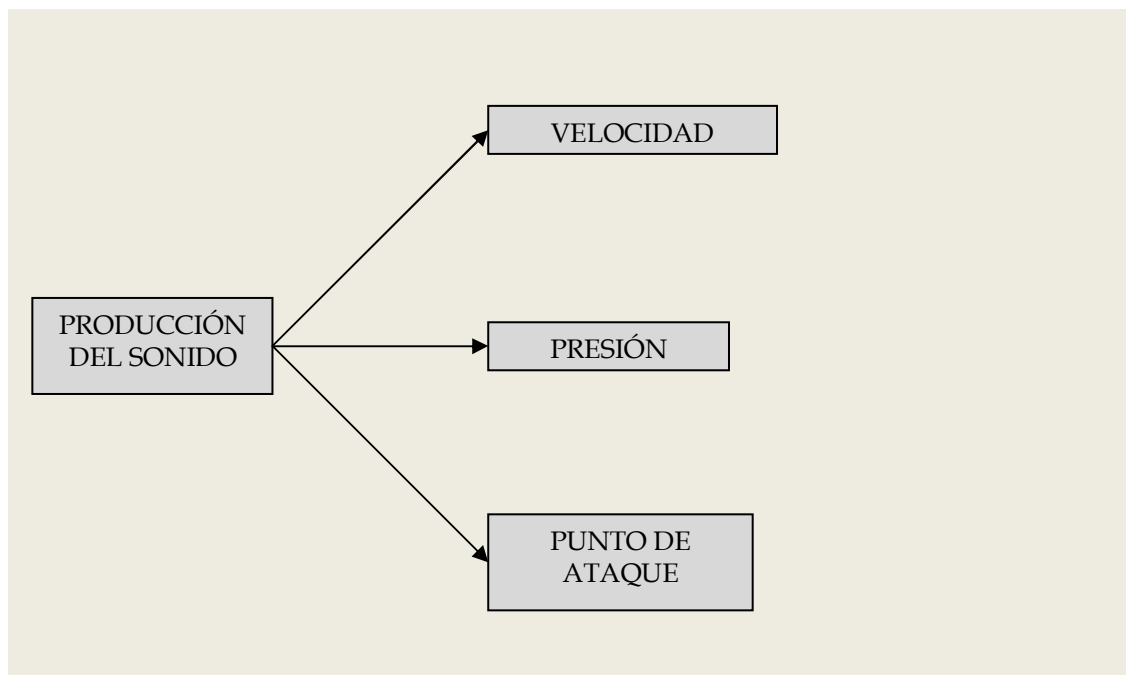 VELOCIDAD
PRODUCCIÓN
DEL SONIDO
PRESIÓN
PUNTO DE
ATAQUE